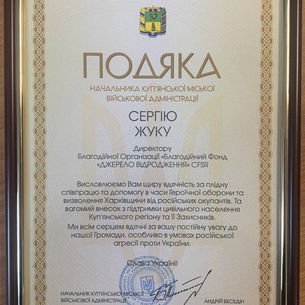 ПОДЯКА
НАЧАЛЬНИКА КУП'ЯНСЬКОЇ МІСЬКОЇ
ВІЙСЬКОВОЇ АДМІНІСТРАЦІЇ
СЕРГІЮ
ЖУКУ
Директору
Благодійної Організації «Благодійний Фонд
«ДЖЕРЕЛО ВІДРОДЖЕННЯ» CFSR
Висловлюємо Вам щиру вдячність за плідну
співпрацю та допомогу в часи Героїчної оборони та
визволення Харківщини від російських окупантів. Та
вагомий внесок з підтримки цивільного населення
Куп'янського регіону та її Захисників.
Ми всім серцем вдячні за вашу постійну увагу до
нашої Громади, особливо в умовах російської
агресії проти України.
Слава Україні!
НАЧАЛЬНИК КУП'ЯНСЬКОЇ МІСЬКОЇ
ВІЙСЬКОВОЇ АДМІНІСТРАЦІЇ
АНДРІЙ БЕСЄДІН